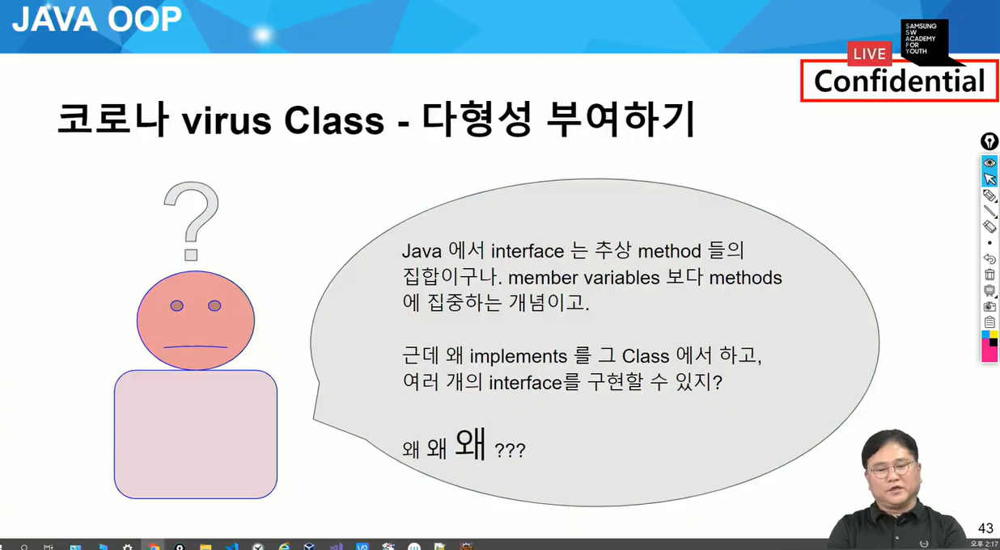 JAVA OOP
SAMSUNG
SW
ACADEMY
FOR
YOUTH
LIVE
Confidential
코로나 virus Class - 다형성 부여하기
?
Java 에서 interface 는 추상 method 들의
집합이구나. member variables 보다 methods
에 집중하는 개념이고.
근데 왜 implements 를 그 Class 에서 하고,
여러 개의 interface를 구현할 수 있지?
왜 왜 왜 ???
43
오후 2:17